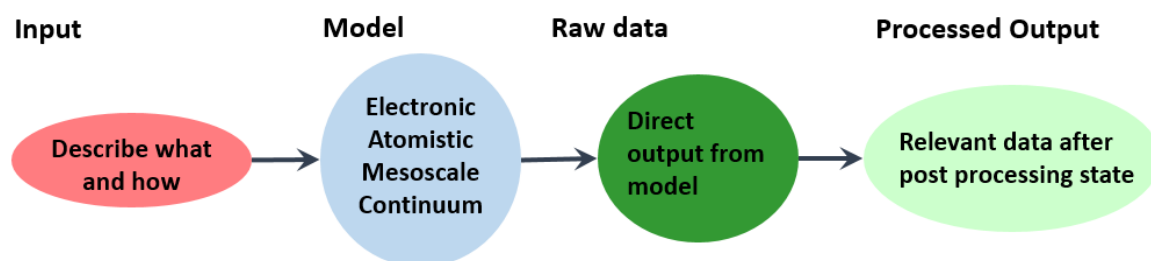 Input
Model
Raw data
Processed Output
Describe what
and how
Electronic
Atomistic
Mesoscale
Continuum
Direct
output from
model
Relevant data after
post processing state